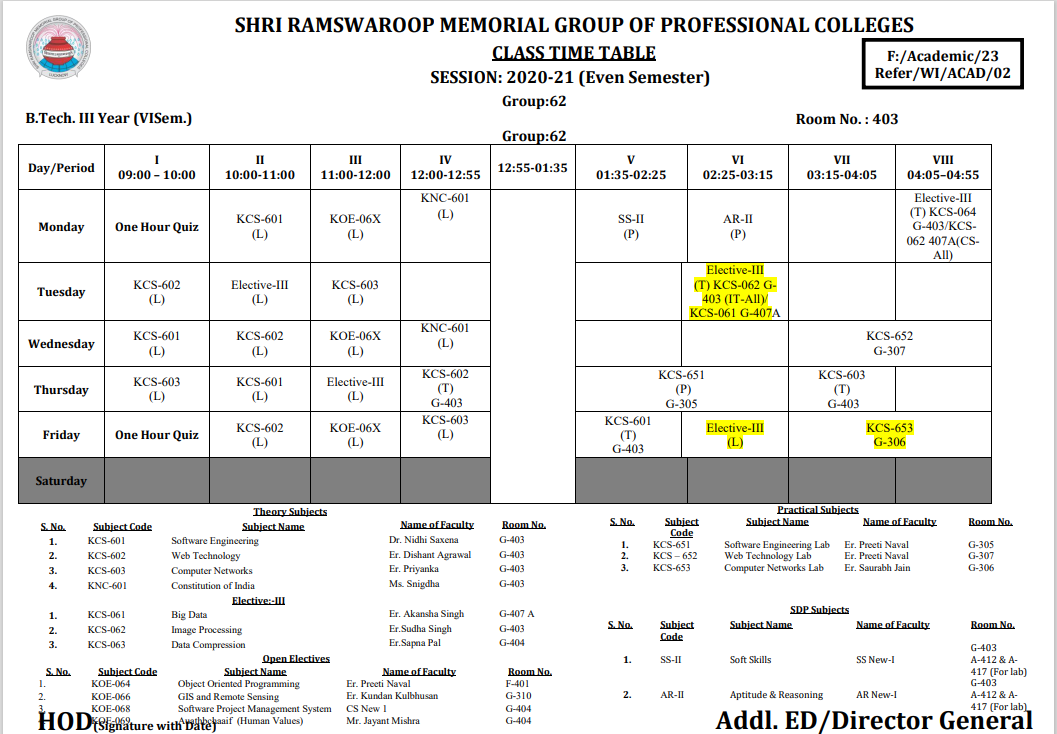 SHRI RAMSWAROOP MEMORIAL GROUP OF PROFESSIONAL COLLEGES
CLASS TIME TABLE
SESSION: 2020-21 (Even Semester)
F:/Academic/23
Refer/WI/ACAD/02
Group:62
B.Tech. III Year (VISem.)
Room No. : 403
Group:62
Day/Period I 09:00 – 10:00 II 10:00-11:00 III 11:00-12:00 IV 12:00-12:55 12:55-01:35 V 01:35-02:25 VI 02:25-03:15 VII 03:15-04:05 VIII 04:05–04:55
Monday One Hour Quiz KCS-601 (L) KOE-06X (L) KNC-601 (L) SS-II (P) AR-II (P) Elective-III (T) KCS-064 G-403/KCS-062 407A(CS-All)
Tuesday KCS-602 (L) Elective-III (L) KCS-603 (L) Elective-III (T) KCS-062 G-403 (IT-All)/ KCS-061 G-407A
Wednesday KCS-601 (L) KCS-602 (L) KOE-06X (L) KNC-601 (L) KCS-652 G-307
Thursday KCS-603 (L) KCS-601 (L) Elective-III (L) KCS-602 (T) G-403 KCS-651 (P) G-305 KCS-603 (T) G-403
Friday One Hour Quiz KCS-602 (L) KOE-06X (L) KCS-603 (L) KCS-601 (T) G-403 Elective-III (L) KCS-653 G-306
Saturday
Theory Subjects
S. No. Subject Code Subject Name Name of Faculty Room No.
1. KCS-601 Software Engineering Dr. Nidhi Saxena G-403
2. KCS-602 Web Technology Er. Dishant Agrawal G-403
3. KCS-603 Computer Networks Er. Priyanka G-403
4. KNC-601 Constitution of India Ms. Snigdha G-403
Elective:-III
1. KCS-061 Big Data Er. Akansha Singh G-407 A
2. KCS-062 Image Processing Er.Sudha Singh G-403
3. KCS-063 Data Compression Er.Sapna Pal G-404
Open Electives
S. No. Subject Code Subject Name Name of Faculty Room No.
1. KOE-064 Object Oriented Programming Er. Preeti Naval F-401
2. KOE-066 GIS and Remote Sensing Er. Kundan Kulbhusan G-310
3. KOE-068 Software Project Management System CS New 1 G-404
KOE-069 (Human Values) Mr. Jayant Mishra G-404
Practical Subjects
S. No. Subject Code Subject Name Name of Faculty Room No.
1. KCS-651 Software Engineering Lab Er. Preeti Naval G-305
2. KCS – 652 Web Technology Lab Er. Preeti Naval G-307
3. KCS-653 Computer Networks Lab Er. Saurabh Jain G-306
SDP Subjects
S. No. Subject Code Subject Name Name of Faculty Room No.
1. SS-II Soft Skills SS New-I G-403 A-412 & A-417 (For lab)
2. AR-II Aptitude & Reasoning AR New-I G-403 A-412 & A-417 (For lab)
HOD(Signature with Date)
Addl. ED/Director General